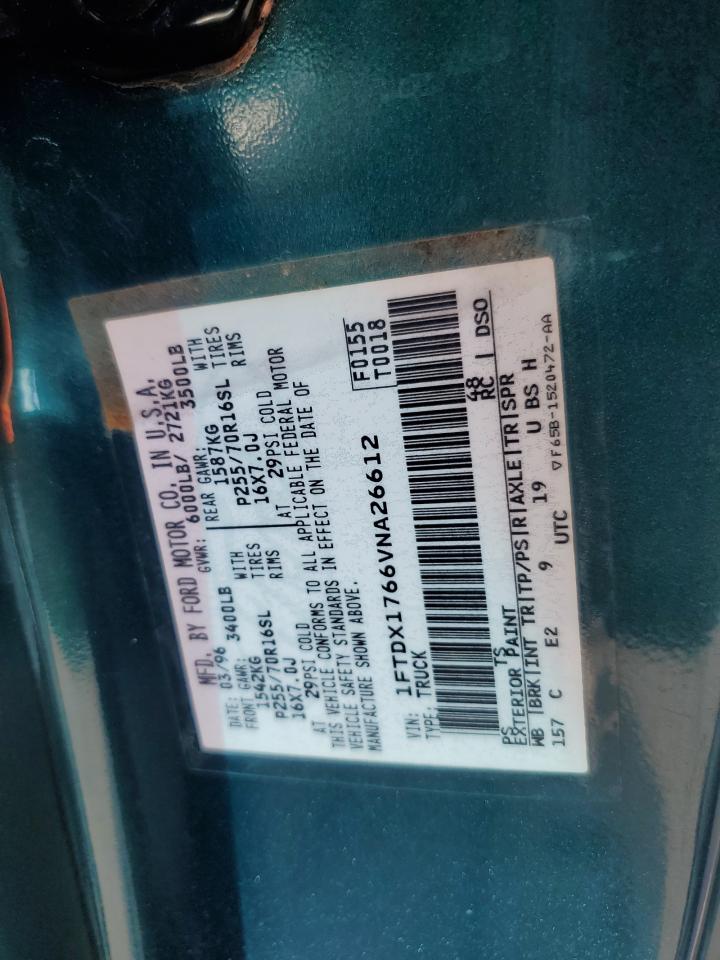 MFD. BY FORD MOTOR CO. IN U.S.A.
DATE: 03/96 GVWR: 6000LB/ 2721KG
FRONT GAWR: 3400LB REAR GAWR: 3500LB
1542KG WITH 1587KG WITH
P255/70R16SL TIRES P255/70R16SL TIRES
16X7.0J RIMS 16X7.0J RIMS
AT 29PSI COLD AT 29PSI COLD
THIS VEHICLE CONFORMS TO ALL APPLICABLE FEDERAL MOTOR
VEHICLE SAFETY STANDARDS IN EFFECT ON THE DATE OF
MANUFACTURE SHOWN ABOVE.
F0155
T0018
VIN: 1FTDX1766VNA26612
TYPE: TRUCK
48
PS TS RC DSO
EXTERIOR PAINT
WB BRK INT TR TP/PS R AXLE TR SPR
157 C E2 9 19 U BS H
UTC
▽F65B-1520472-AA